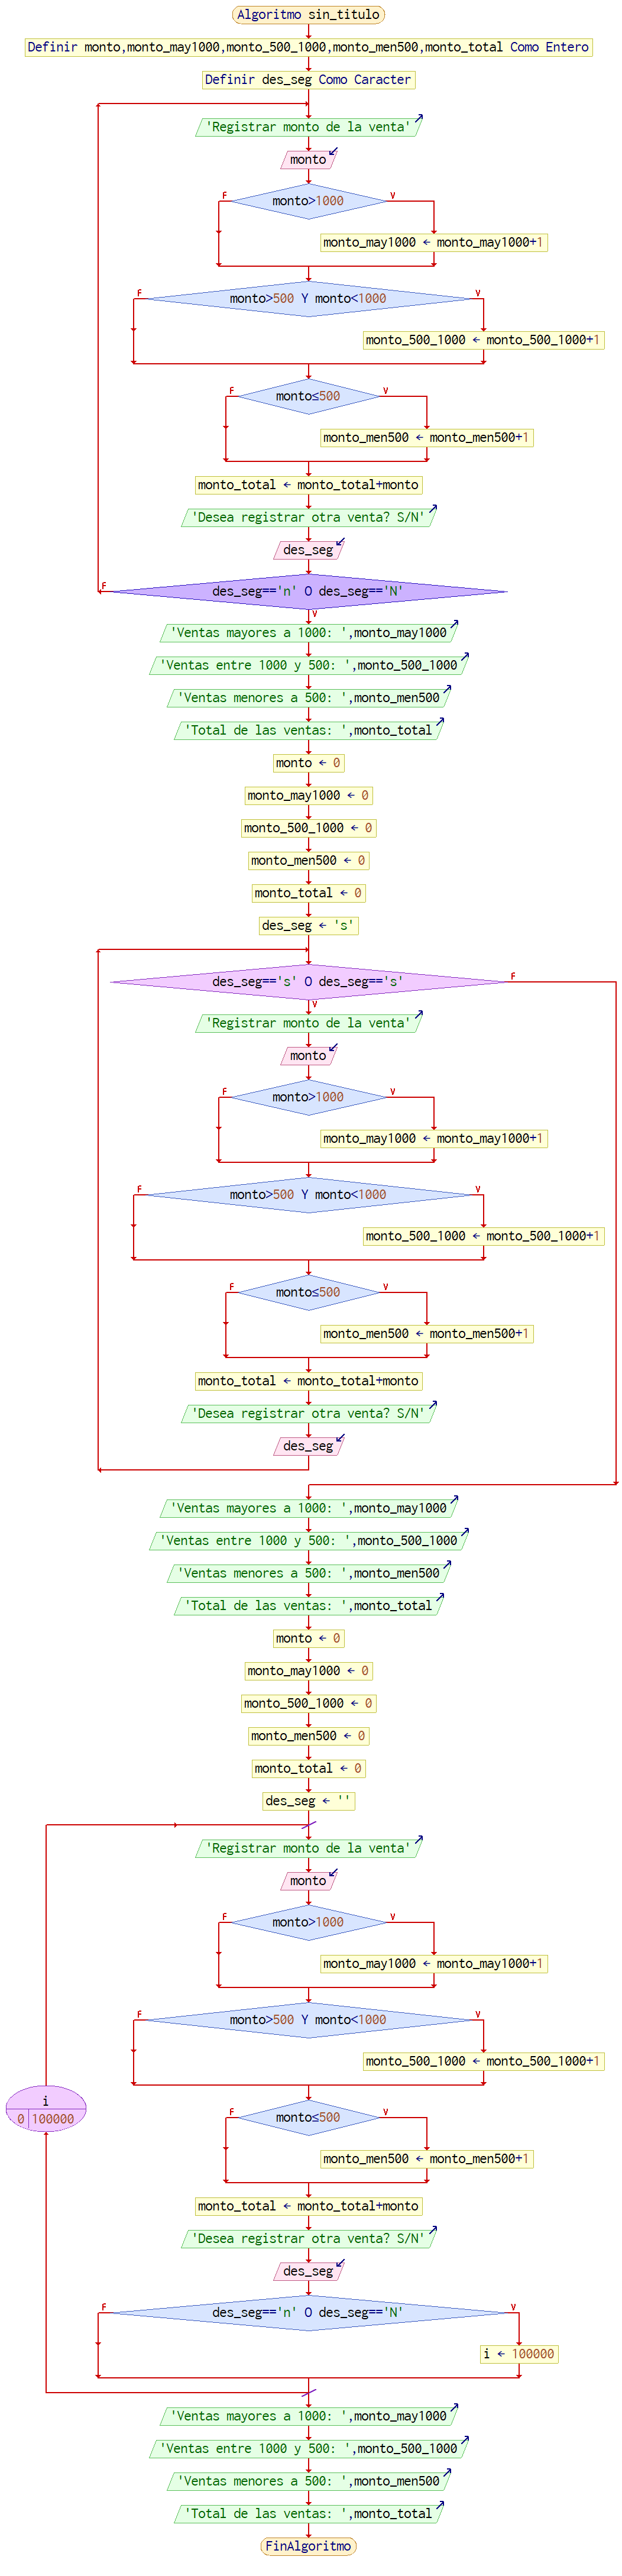 Algoritmo sin_titulo
Definir monto,monto_may1000,monto_500_1000,monto_men500,monto_total Como Entero
Definir des_seg Como Caracter
'Registrar monto de la venta'
monto
F
monto>1000
V
monto_may1000 ← monto_may1000+1
F
monto>500 Y monto<1000
V
monto_500_1000 ← monto_500_1000+1
F
monto≤500
V
monto_men500 ← monto_men500+1
monto_total ← monto_total+monto
'Desea registrar otra venta? S/N'
des_seg
F
des_seg=='n' O des_seg=='N'
V
'Ventas mayores a 1000: ',monto_may1000
'Ventas entre 1000 y 500: ',monto_500_1000
'Ventas menores a 500: ',monto_men500
'Total de las ventas: ',monto_total
monto ← 0
monto_may1000 ← 0
monto_500_1000 ← 0
monto_men500 ← 0
monto_total ← 0
des_seg ← 's'
des_seg=='s' O des_seg=='s'
F
V
'Registrar monto de la venta'
monto
F
monto>1000
V
monto_may1000 ← monto_may1000+1
F
monto>500 Y monto<1000
V
monto_500_1000 ← monto_500_1000+1
F
monto≤500
V
monto_men500 ← monto_men500+1
monto_total ← monto_total+monto
'Desea registrar otra venta? S/N'
des_seg
'Ventas mayores a 1000: ',monto_may1000
'Ventas entre 1000 y 500: ',monto_500_1000
'Ventas menores a 500: ',monto_men500
'Total de las ventas: ',monto_total
monto ← 0
monto_may1000 ← 0
monto_500_1000 ← 0
monto_men500 ← 0
monto_total ← 0
des_seg ← ''
'Registrar monto de la venta'
monto
F
monto>1000
V
monto_may1000 ← monto_may1000+1
F
monto>500 Y monto<1000
V
monto_500_1000 ← monto_500_1000+1
i
0 100000
F
monto≤500
V
monto_men500 ← monto_men500+1
monto_total ← monto_total+monto
'Desea registrar otra venta? S/N'
des_seg
F
des_seg=='n' O des_seg=='N'
V
i ← 100000
'Ventas mayores a 1000: ',monto_may1000
'Ventas entre 1000 y 500: ',monto_500_1000
'Ventas menores a 500: ',monto_men500
'Total de las ventas: ',monto_total
FinAlgoritmo